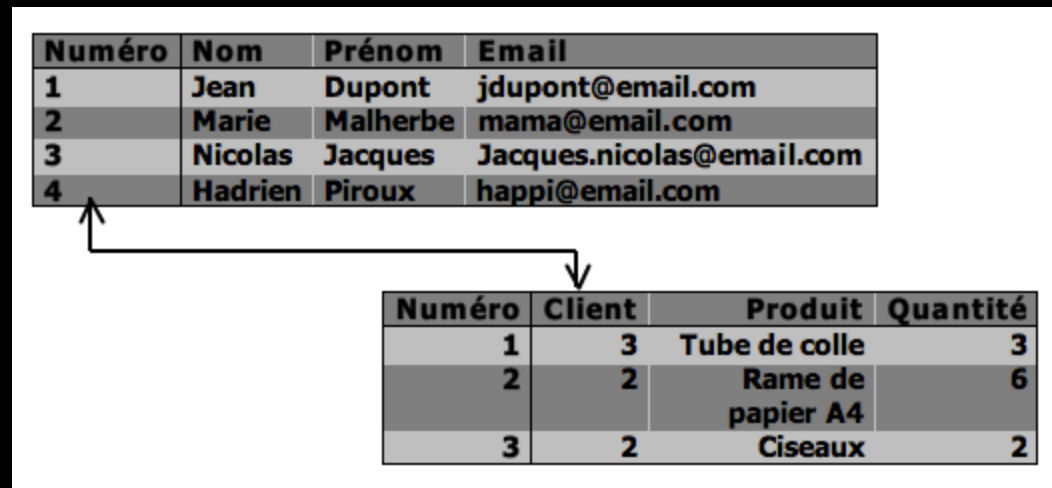 Numéro Nom Prénom Email
1 Jean Dupont jdupont@email.com
2 Marie Malherbe mama@email.com
3 Nicolas Jacques Jacques.nicolas@email.com
4 Hadrien Piroux happi@email.com
Numéro Client Produit Quantité
1 3 Tube de colle 3
2 2 Rame de 6
papier A4
3 2 Ciseaux 2